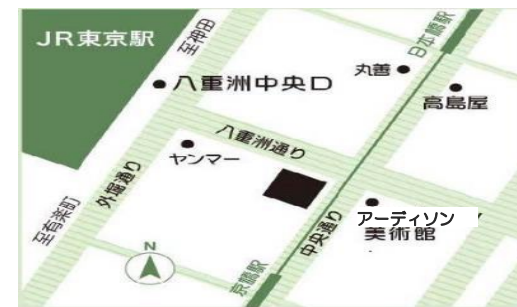 JR東京駅
至神田
日本橋駅
丸善
八重洲中央口
高島屋
八重洲通り
ヤンマー
外堀通り
至有楽町
中央通り
アーディソン
美術館
N
京橋駅